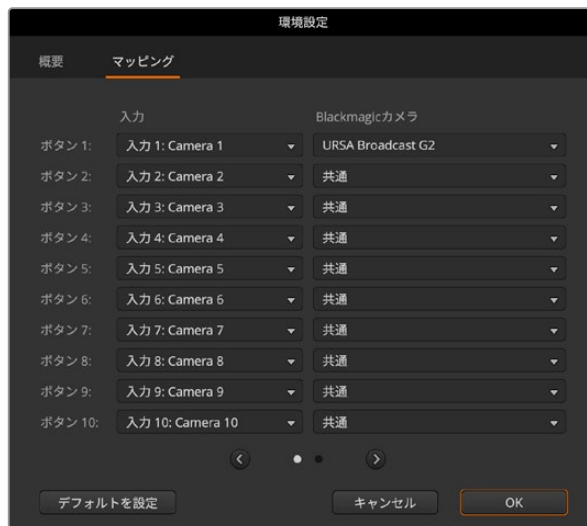 環境設定
概要 マッピング
入力 Blackmagicカメラ
ボタン 1: 入力 1: Camera 1 URSA Broadcast G2
ボタン 2: 入力 2: Camera 2 共通
ボタン 3: 入力 3: Camera 3 共通
ボタン 4: 入力 4: Camera 4 共通
ボタン 5: 入力 5: Camera 5 共通
ボタン 6: 入力 6: Camera 6 共通
ボタン 7: 入力 7: Camera 7 共通
ボタン 8: 入力 8: Camera 8 共通
ボタン 9: 入力 9: Camera 9 共通
ボタン 10: 入力 10: Camera 10 共通
デフォルトを設定 キャンセル OK